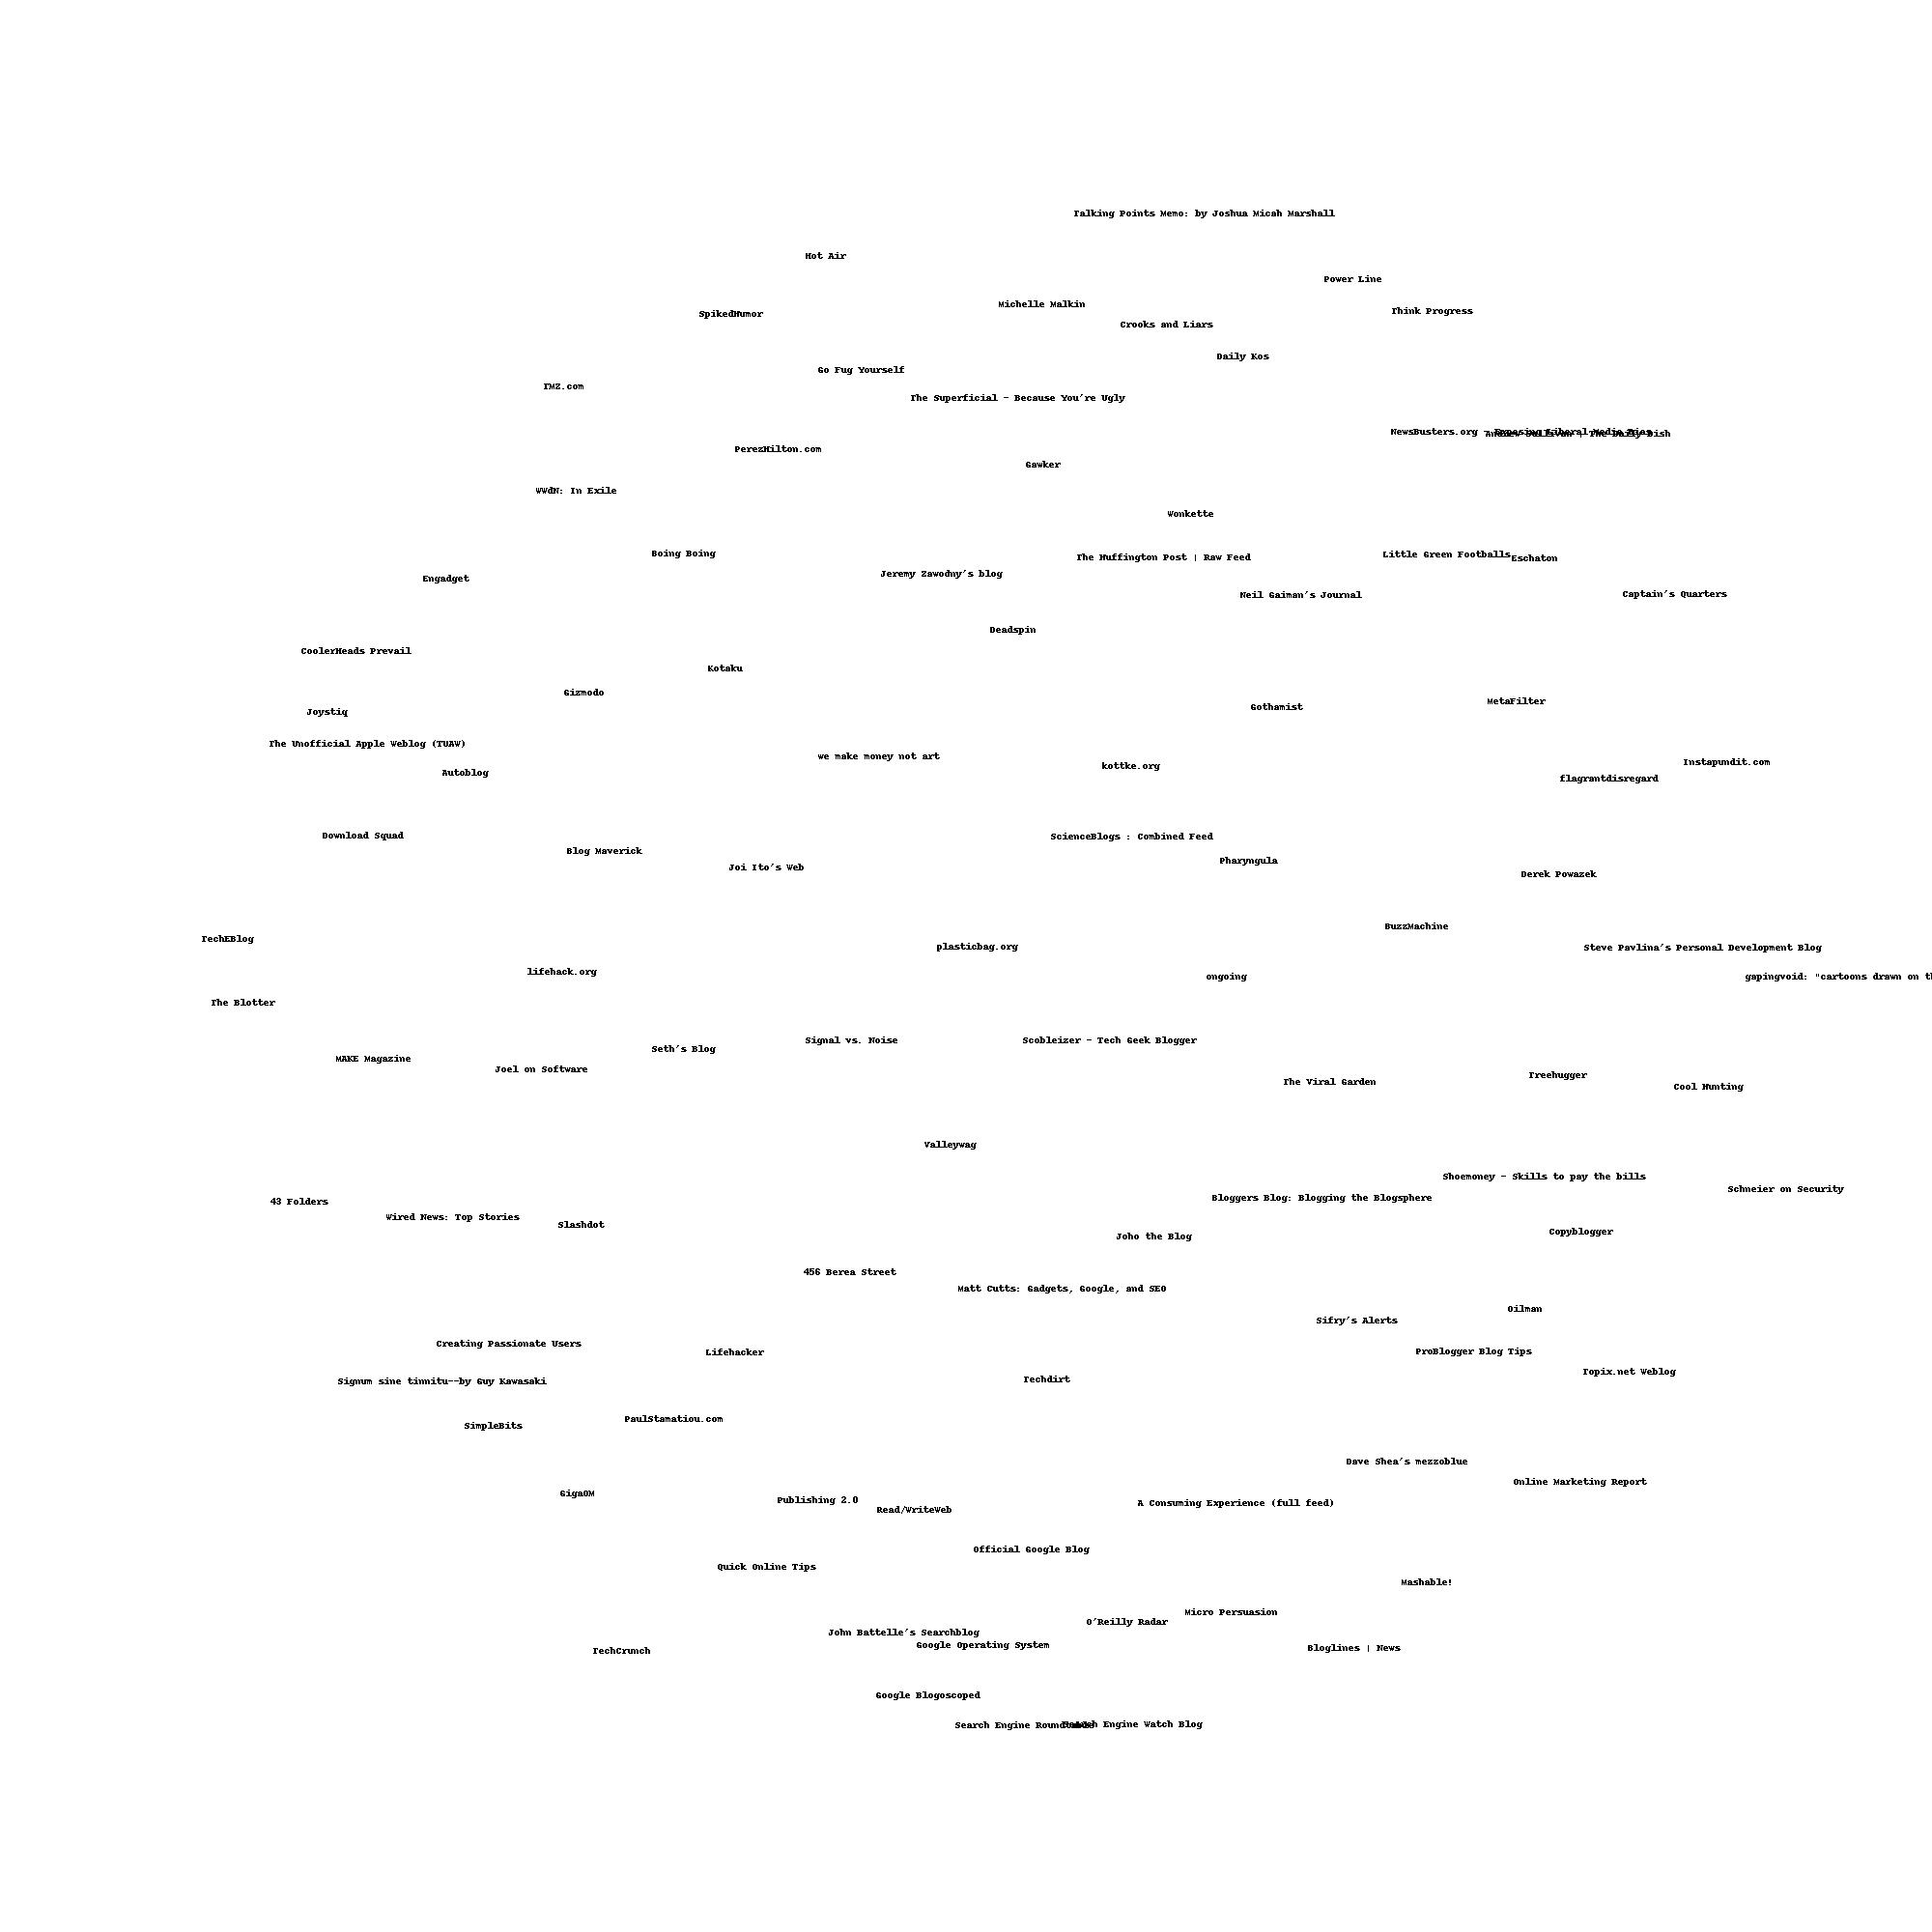 Talking Points Memo: by Joshua Micah Marshall
Hot Air
Power Line
Michelle Malkin
Think Progress
SpikedHumor
Crooks and Liars
Daily Kos
Go Fug Yourself
TMZ.com
The Superficial - Because You're Ugly
NewsBusters.org - Exposing Liberal Media Bias
Andrew Sullivan | The Daily Dish
PerezHilton.com
Gawker
WWdN: In Exile
Wonkette
Boing Boing
The Huffington Post | Raw Feed
Little Green Footballs
Eschaton
Jeremy Zawodny's blog
Engadget
Neil Gaiman's Journal
Captain's Quarters
Deadspin
CoolerHeads Prevail
Kotaku
Gizmodo
MetaFilter
Gothamist
Joystiq
The Unofficial Apple Weblog (TUAW)
we make money not art
Instapundit.com
kottke.org
Autoblog
flagrantdisregard
Download Squad
ScienceBlogs : Combined Feed
Blog Maverick
Pharyngula
Joi Ito's Web
Derek Powazek
BuzzMachine
TechEBlog
plasticbag.org
Steve Pavlina's Personal Development Blog
lifehack.org
ongoing
gapingvoid: "cartoons drawn on
The Blotter
Signal vs. Noise
Scobleizer - Tech Geek Blogger
Seth's Blog
MAKE Magazine
Joel on Software
Treehugger
The Viral Garden
Cool Hunting
Valleywag
Shoemoney - Skills to pay the bills
Schneier on Security
Bloggers Blog: Blogging the Blogsphere
43 Folders
Wired News: Top Stories
Slashdot
Copyblogger
Joho the Blog
456 Berea Street
Matt Cutts: Gadgets, Google, and SEO
Oilman
Sifry's Alerts
Creating Passionate Users
Lifehacker
ProBlogger Blog Tips
Topix.net Weblog
Techdirt
Signum sine tinnitu--by Guy Kawasaki
PaulStamatiou.com
SimpleBits
Dave Shea's mezzoblue
Online Marketing Report
GigaOM
Publishing 2.0
A Consuming Experience (full feed)
Read/WriteWeb
Official Google Blog
Quick Online Tips
Mashable!
Micro Persuasion
O'Reilly Radar
John Battelle's Searchblog
Google Operating System
Bloglines | News
TechCrunch
Google Blogoscoped
Search Engine Roundtable
Search Engine Watch Blog